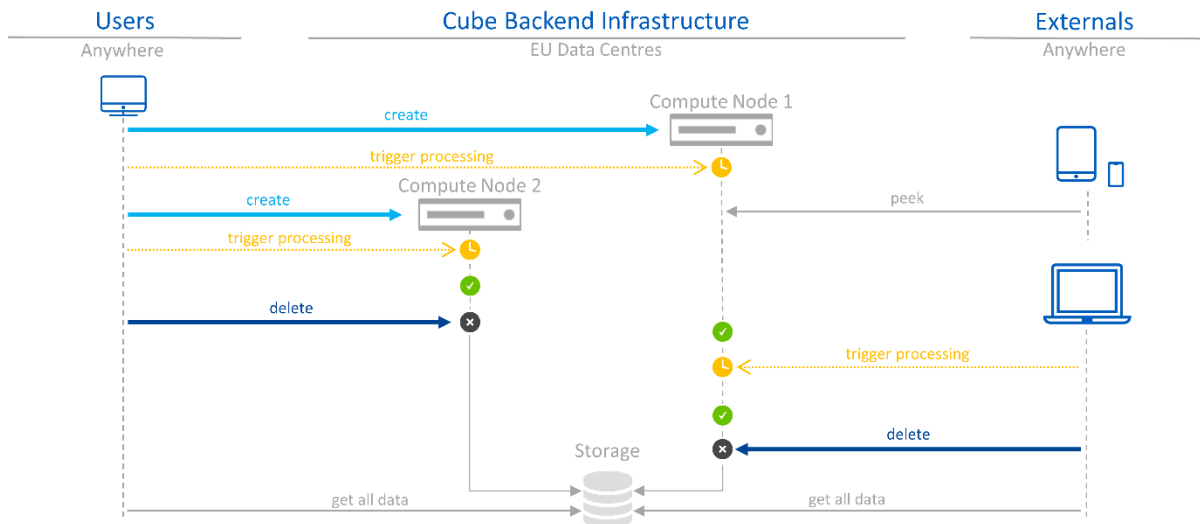 Users
Cube Backend Infrastructure
Externals
Anywhere
EU Data Centres
Anywhere
Compute Node 1
create
trigger processing
Compute Node 2
create
peek
trigger processing
delete
trigger processing
delete
Storage
get all data
get all data